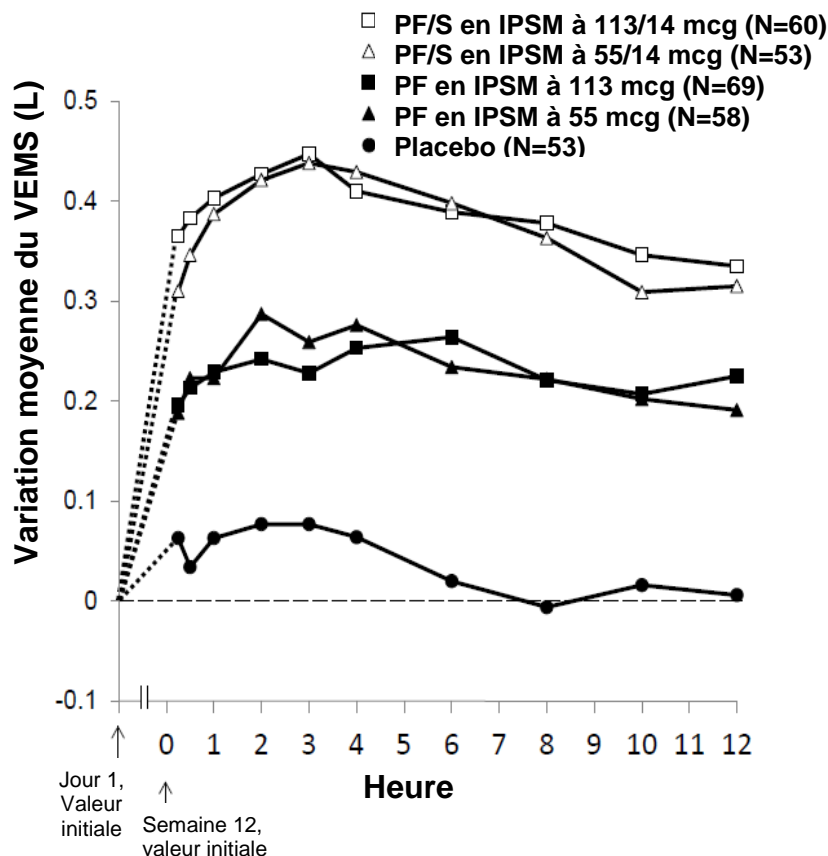 PF/S en IPSM à 113/14 mcg (N=60)
PF/S en IPSM à 55/14 mcg (N=53)
PF en IPSM à 113 mcg (N=69)
PF en IPSM à 55 mcg (N=58)
Placebo (N=53)
Variation moyenne du VEMS (L)
0.5
0.4
0.3
0.2
0.1
0
-0.1
0 1 2 3 4 5 6 7 8 9 10 11 12
Heure
Jour 1,
Valeur
initiale
Semaine 12,
valeur initiale